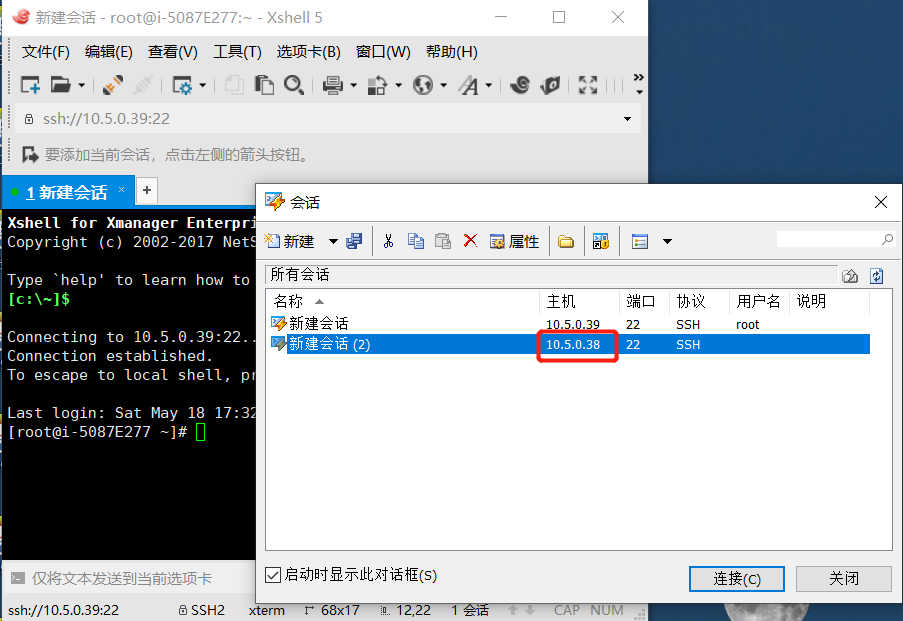 新建会话 - root@i-5087E277:~ - Xshell 5
文件(F) 编辑(E) 查看(V) 工具(T) 选项卡(B) 窗口(W) 帮助(H)
ssh://10.5.0.39:22
要添加当前会话，点击左侧的箭头按钮。
1 新建会话 × +
Xshell for Xmanager Enterpri
Copyright (c) 2002-2017 NetS
Type `help' to learn how to
[c:\~]$
Connecting to 10.5.0.39:22..
Connection established.
To escape to local shell, pr
Last login: Sat May 18 17:32
[root@i-5087E277 ~]#
会话
新建 属性
所有会话
名称 主机 端口 协议 用户名 说明
新建会话 10.5.0.39 22 SSH root
新建会话 (2) 10.5.0.38 22 SSH
启动时显示此对话框(S)
连接(C) 关闭
仅将文本发送到当前选项卡
ssh://10.5.0.39:22 SSH2 xterm 68x17 12,22 1 会话 CAP NUM